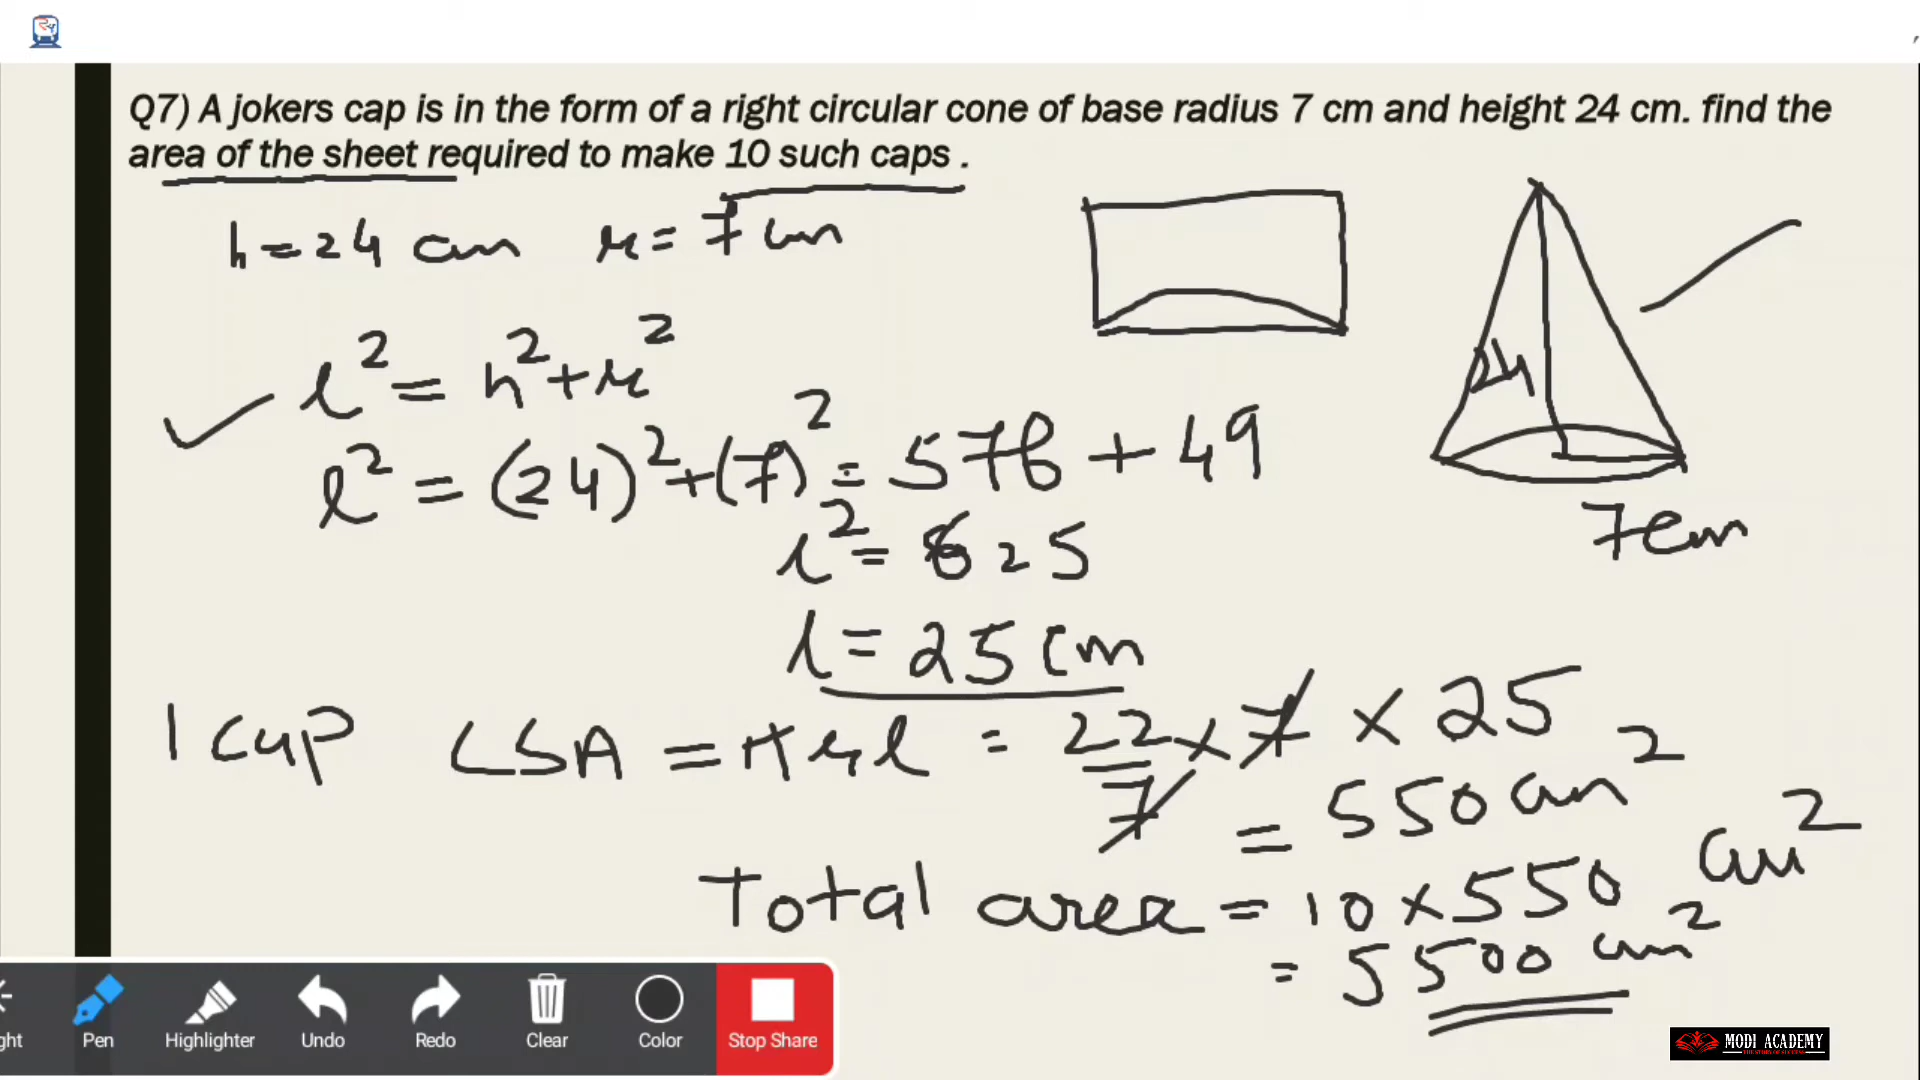 Q7) A jokers cap is in the form of a right circular cone of base radius 7 cm and height 24 cm. find the
area of the sheet required to make 10 such caps .
h = 24 cm r = 7 cm
l² = h² + r²
l² = (24)² + (7)² = 576 + 49
l² = 625
l = 25 cm
24
7cm
1 cap CSA = πrl = 22/7 × 7 × 25
= 550 cm²
Total area = 10 × 550 cm²
= 5500 cm²
ght Pen Highlighter Undo Redo Clear Color Stop Share
MODI ACADEMY